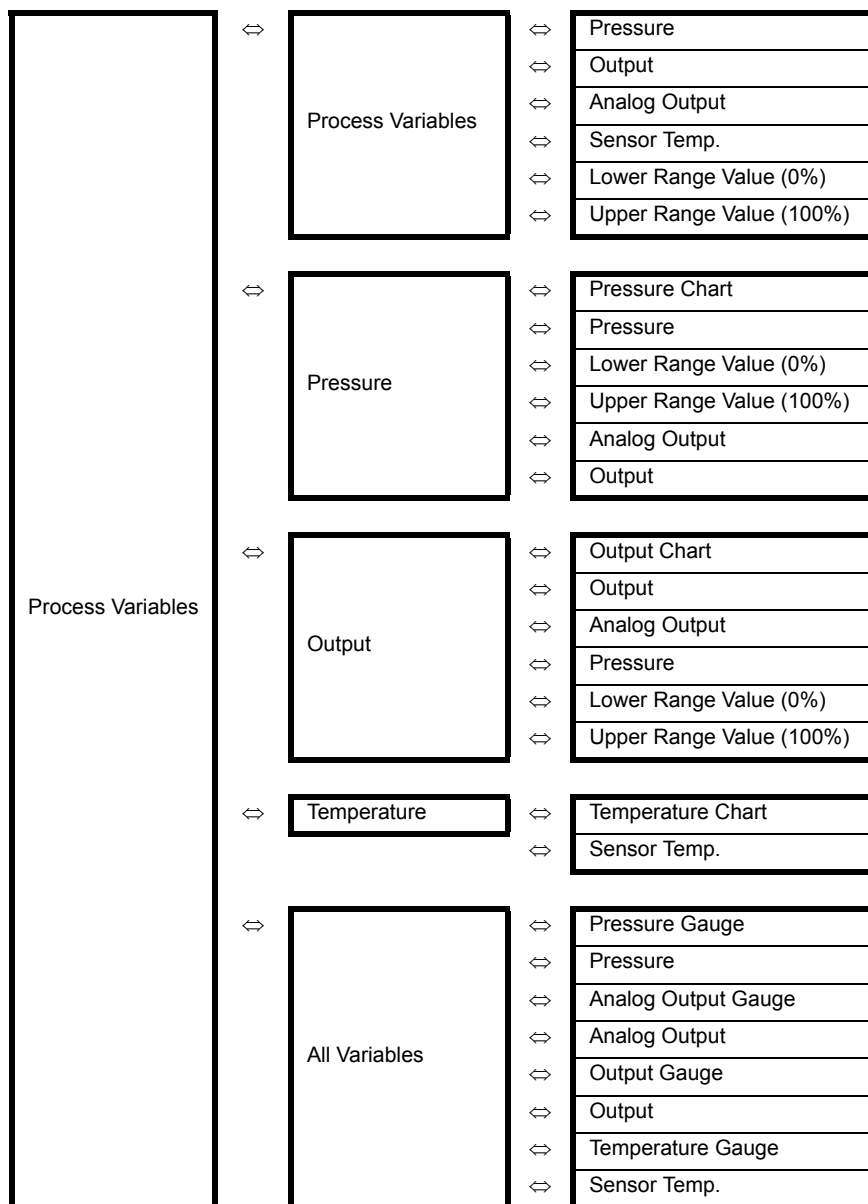 Process Variables
⇔ Process Variables
⇔ Pressure
⇔ Output
⇔ Analog Output
⇔ Sensor Temp.
⇔ Lower Range Value (0%)
⇔ Upper Range Value (100%)
⇔ Pressure
⇔ Pressure Chart
⇔ Pressure
⇔ Lower Range Value (0%)
⇔ Upper Range Value (100%)
⇔ Analog Output
⇔ Output
⇔ Output
⇔ Output Chart
⇔ Output
⇔ Analog Output
⇔ Pressure
⇔ Lower Range Value (0%)
⇔ Upper Range Value (100%)
⇔ Temperature
⇔ Temperature Chart
⇔ Sensor Temp.
⇔ All Variables
⇔ Pressure Gauge
⇔ Pressure
⇔ Analog Output Gauge
⇔ Analog Output
⇔ Output Gauge
⇔ Output
⇔ Temperature Gauge
⇔ Sensor Temp.